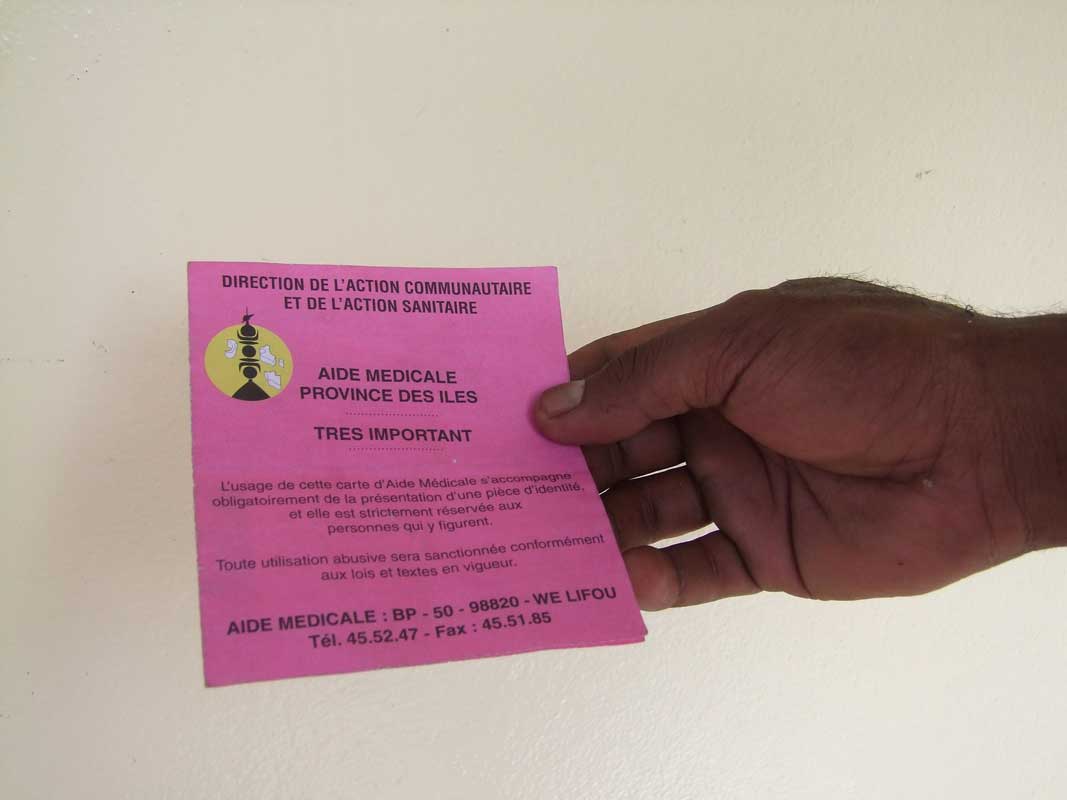 DIRECTION DE L'ACTION COMMUNAUTAIRE
ET DE L'ACTION SANITAIRE
AIDE MEDICALE
PROVINCE DES ILES
TRES IMPORTANT
L'usage de cette carte d'Aide Médicale s'accompagne
obligatoirement de la présentation d'une pièce d'identité,
et elle est strictement réservée aux
personnes qui y figurent.
Toute utilisation abusive sera sanctionnée conformément
aux lois et textes en vigueur.
AIDE MEDICALE : BP - 50 - 98820 - WE LIFOU
Tél. 45.52.47 - Fax : 45.51.85